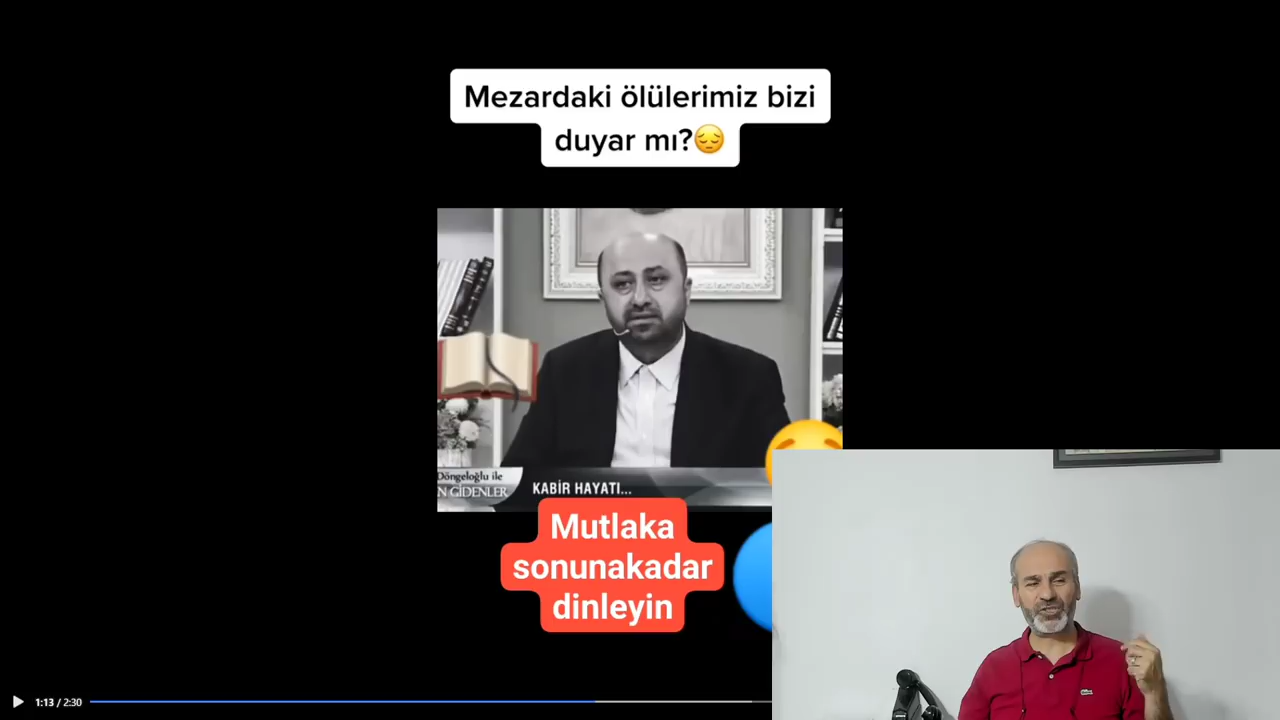 Mezardaki ölülerimiz bizi
duyar mı?😔
Döngeloğlu ile
N GİDENLER
KABİR HAYATI...
Mutlaka
sonunakadar
dinleyin
1:13 / 2:30